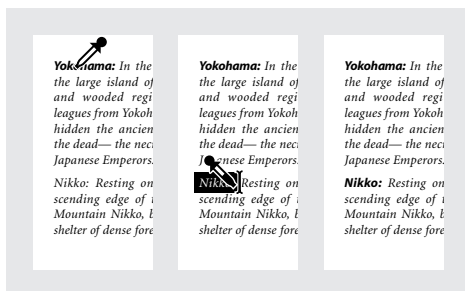 Yokohama: In the
the large island of
and wooded regi
leagues from Yokoh
hidden the ancien
the dead— the nec
Japanese Emperors.
Nikko: Resting on
scending edge of t
Mountain Nikko, b
shelter of dense fore
Yokohama: In the
the large island of
and wooded regi
leagues from Yokoh
hidden the ancien
the dead— the nec
Japanese Emperors.
Nikko: Resting on
scending edge of t
Mountain Nikko, b
shelter of dense fore
Yokohama: In the
the large island of
and wooded regi
leagues from Yokoh
hidden the ancien
the dead— the nec
Japanese Emperors.
Nikko: Resting on
scending edge of t
Mountain Nikko, b
shelter of dense fore